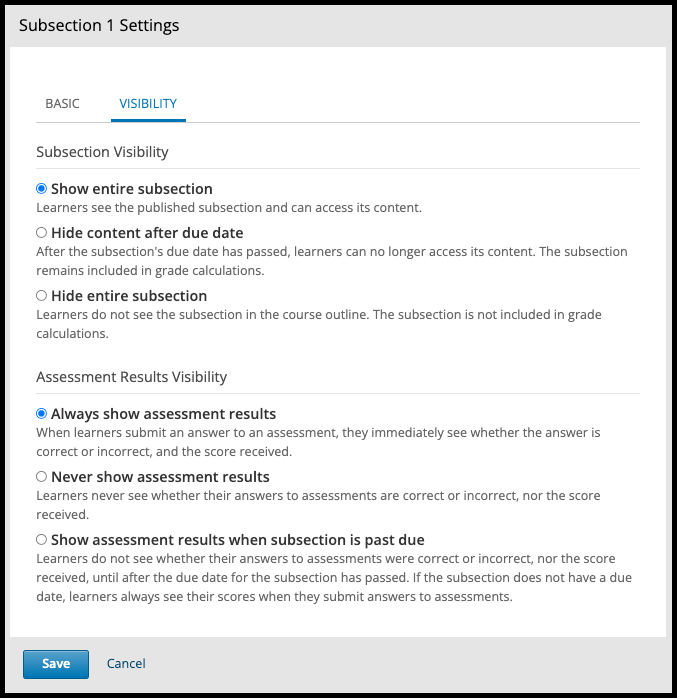 Subsection 1 Settings
BASIC VISIBILITY
Subsection Visibility
Show entire subsection
Learners see the published subsection and can access its content.
Hide content after due date
After the subsection's due date has passed, learners can no longer access its content. The subsection
remains included in grade calculations.
Hide entire subsection
Learners do not see the subsection in the course outline. The subsection is not included in grade
calculations.
Assessment Results Visibility
Always show assessment results
When learners submit an answer to an assessment, they immediately see whether the answer is
correct or incorrect, and the score received.
Never show assessment results
Learners never see whether their answers to assessments are correct or incorrect, nor the score
received.
Show assessment results when subsection is past due
Learners do not see whether their answers to assessments were correct or incorrect, nor the score
received, until after the due date for the subsection has passed. If the subsection does not have a due
date, learners always see their scores when they submit answers to assessments.
Save Cancel